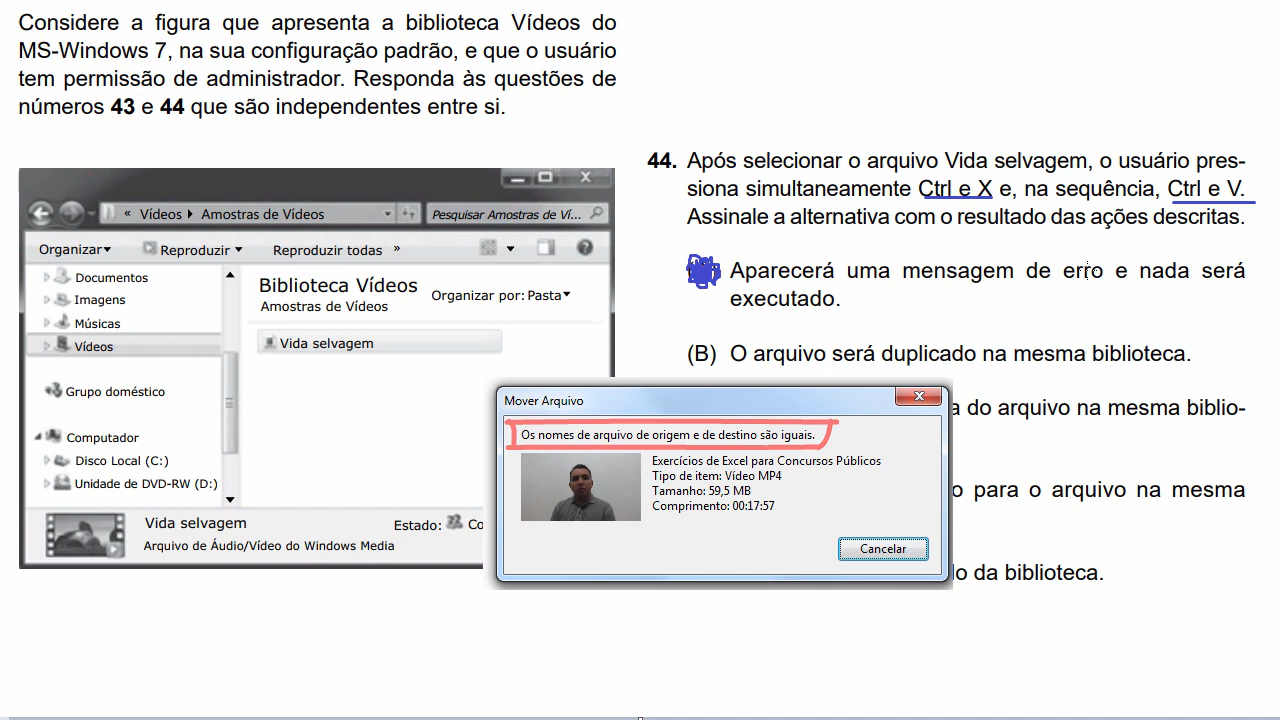 Considere a figura que apresenta a biblioteca Vídeos do
MS-Windows 7, na sua configuração padrão, e que o usuário
tem permissão de administrador. Responda às questões de
números 43 e 44 que são independentes entre si.
« Vídeos Amostras de Vídeos
Pesquisar Amostras de Ví...
Organizar
Reproduzir
Reproduzir todas
»
Documentos
Imagens
Músicas
Vídeos
Grupo doméstico
Computador
Disco Local (C:)
Unidade de DVD-RW (D:)
Biblioteca Vídeos
Amostras de Vídeos
Organizar por: Pasta
Vida selvagem
Vida selvagem
Arquivo de Áudio/Vídeo do Windows Media
Estado: Co
44. Após selecionar o arquivo Vida selvagem, o usuário pres-
siona simultaneamente Ctrl e X e, na sequência, Ctrl e V.
Assinale a alternativa com o resultado das ações descritas.
Aparecerá uma mensagem de erro e nada será
executado.
(B) O arquivo será duplicado na mesma biblioteca.
a do arquivo na mesma biblio-
o para o arquivo na mesma
da biblioteca.
Mover Arquivo
Os nomes de arquivo de origem e de destino são iguais.
Exercícios de Excel para Concursos Públicos
Tipo de item: Vídeo MP4
Tamanho: 59,5 MB
Comprimento: 00:17:57
Cancelar